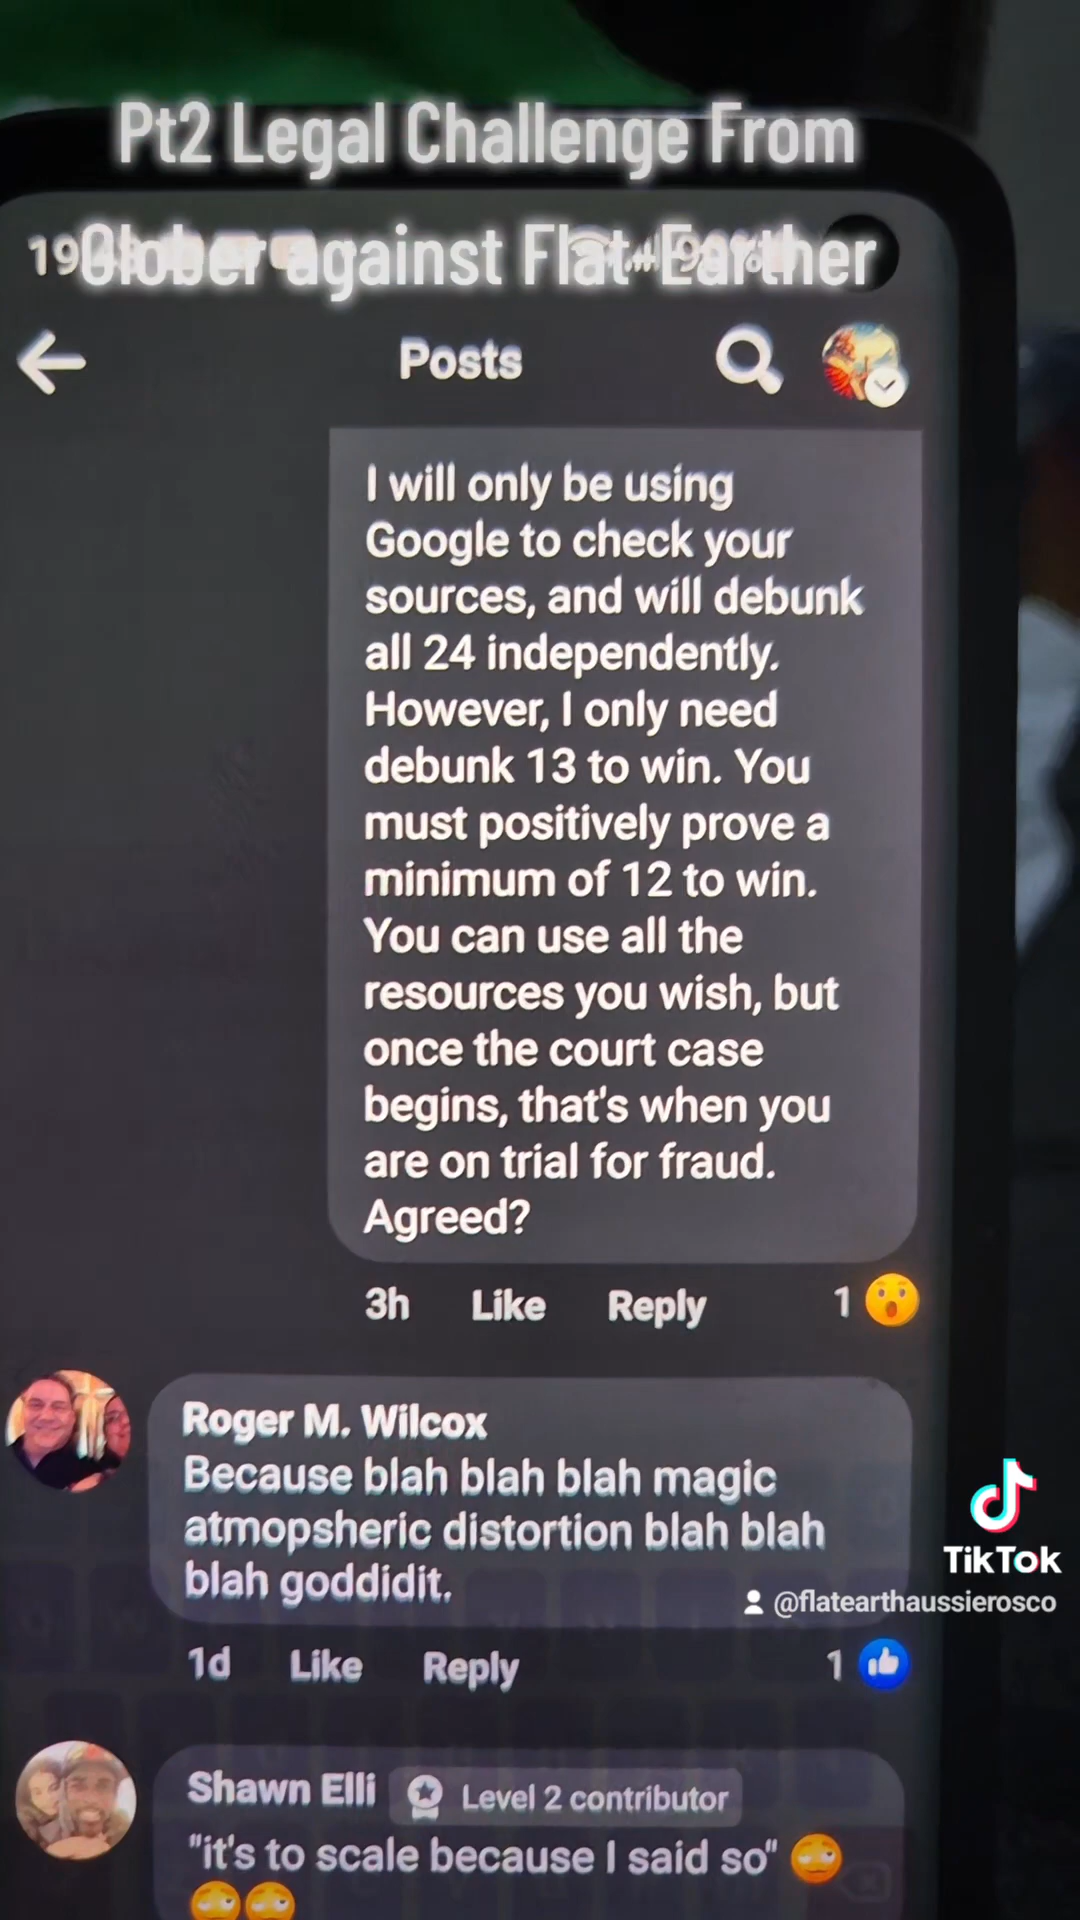 Pt2 Legal Challenge From
Glober against Flat-Earther
Posts
I will only be using
Google to check your
sources, and will debunk
all 24 independently.
However, I only need
debunk 13 to win. You
must positively prove a
minimum of 12 to win.
You can use all the
resources you wish, but
once the court case
begins, that's when you
are on trial for fraud.
Agreed?
3h Like Reply 1
Roger M. Wilcox
Because blah blah blah magic
atmopsheric distortion blah blah
blah goddidit.
1d Like Reply 1
TikTok
@flatearthaussierosco
Shawn Elli Level 2 contributor
"it's to scale because I said so"